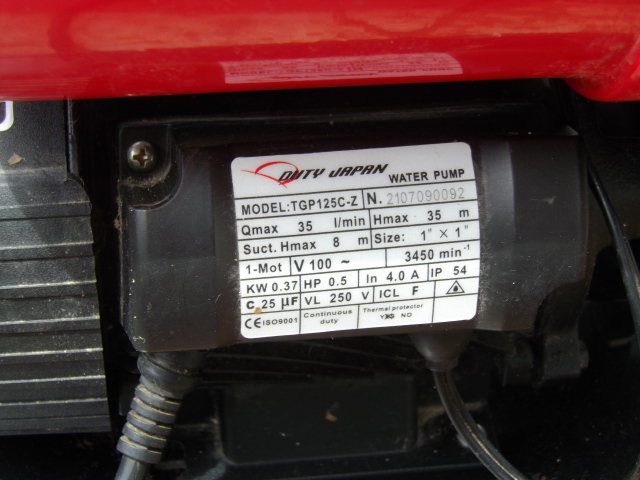 DUTY JAPAN WATER PUMP
MODEL:TGP125C-Z N. 2107090092
Qmax 35 l/min Hmax 35 m
Suct. Hmax 8 m Size: 1" × 1"
1-Mot V 100 ~ 3450 min⁻¹
KW 0.37 HP 0.5 In 4.0 A IP 54
C 25 µF VL 250 V ICL F
CE ISO9001 Continuous duty Thermal protector NO